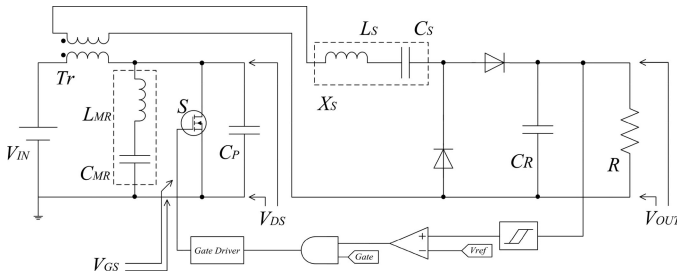 LS
CS
Tr
XS
LMR
S
VIN
CMR
CP
CR
R
VDS
VOUT
VGS
Gate Driver
Gate
+
−
Vref